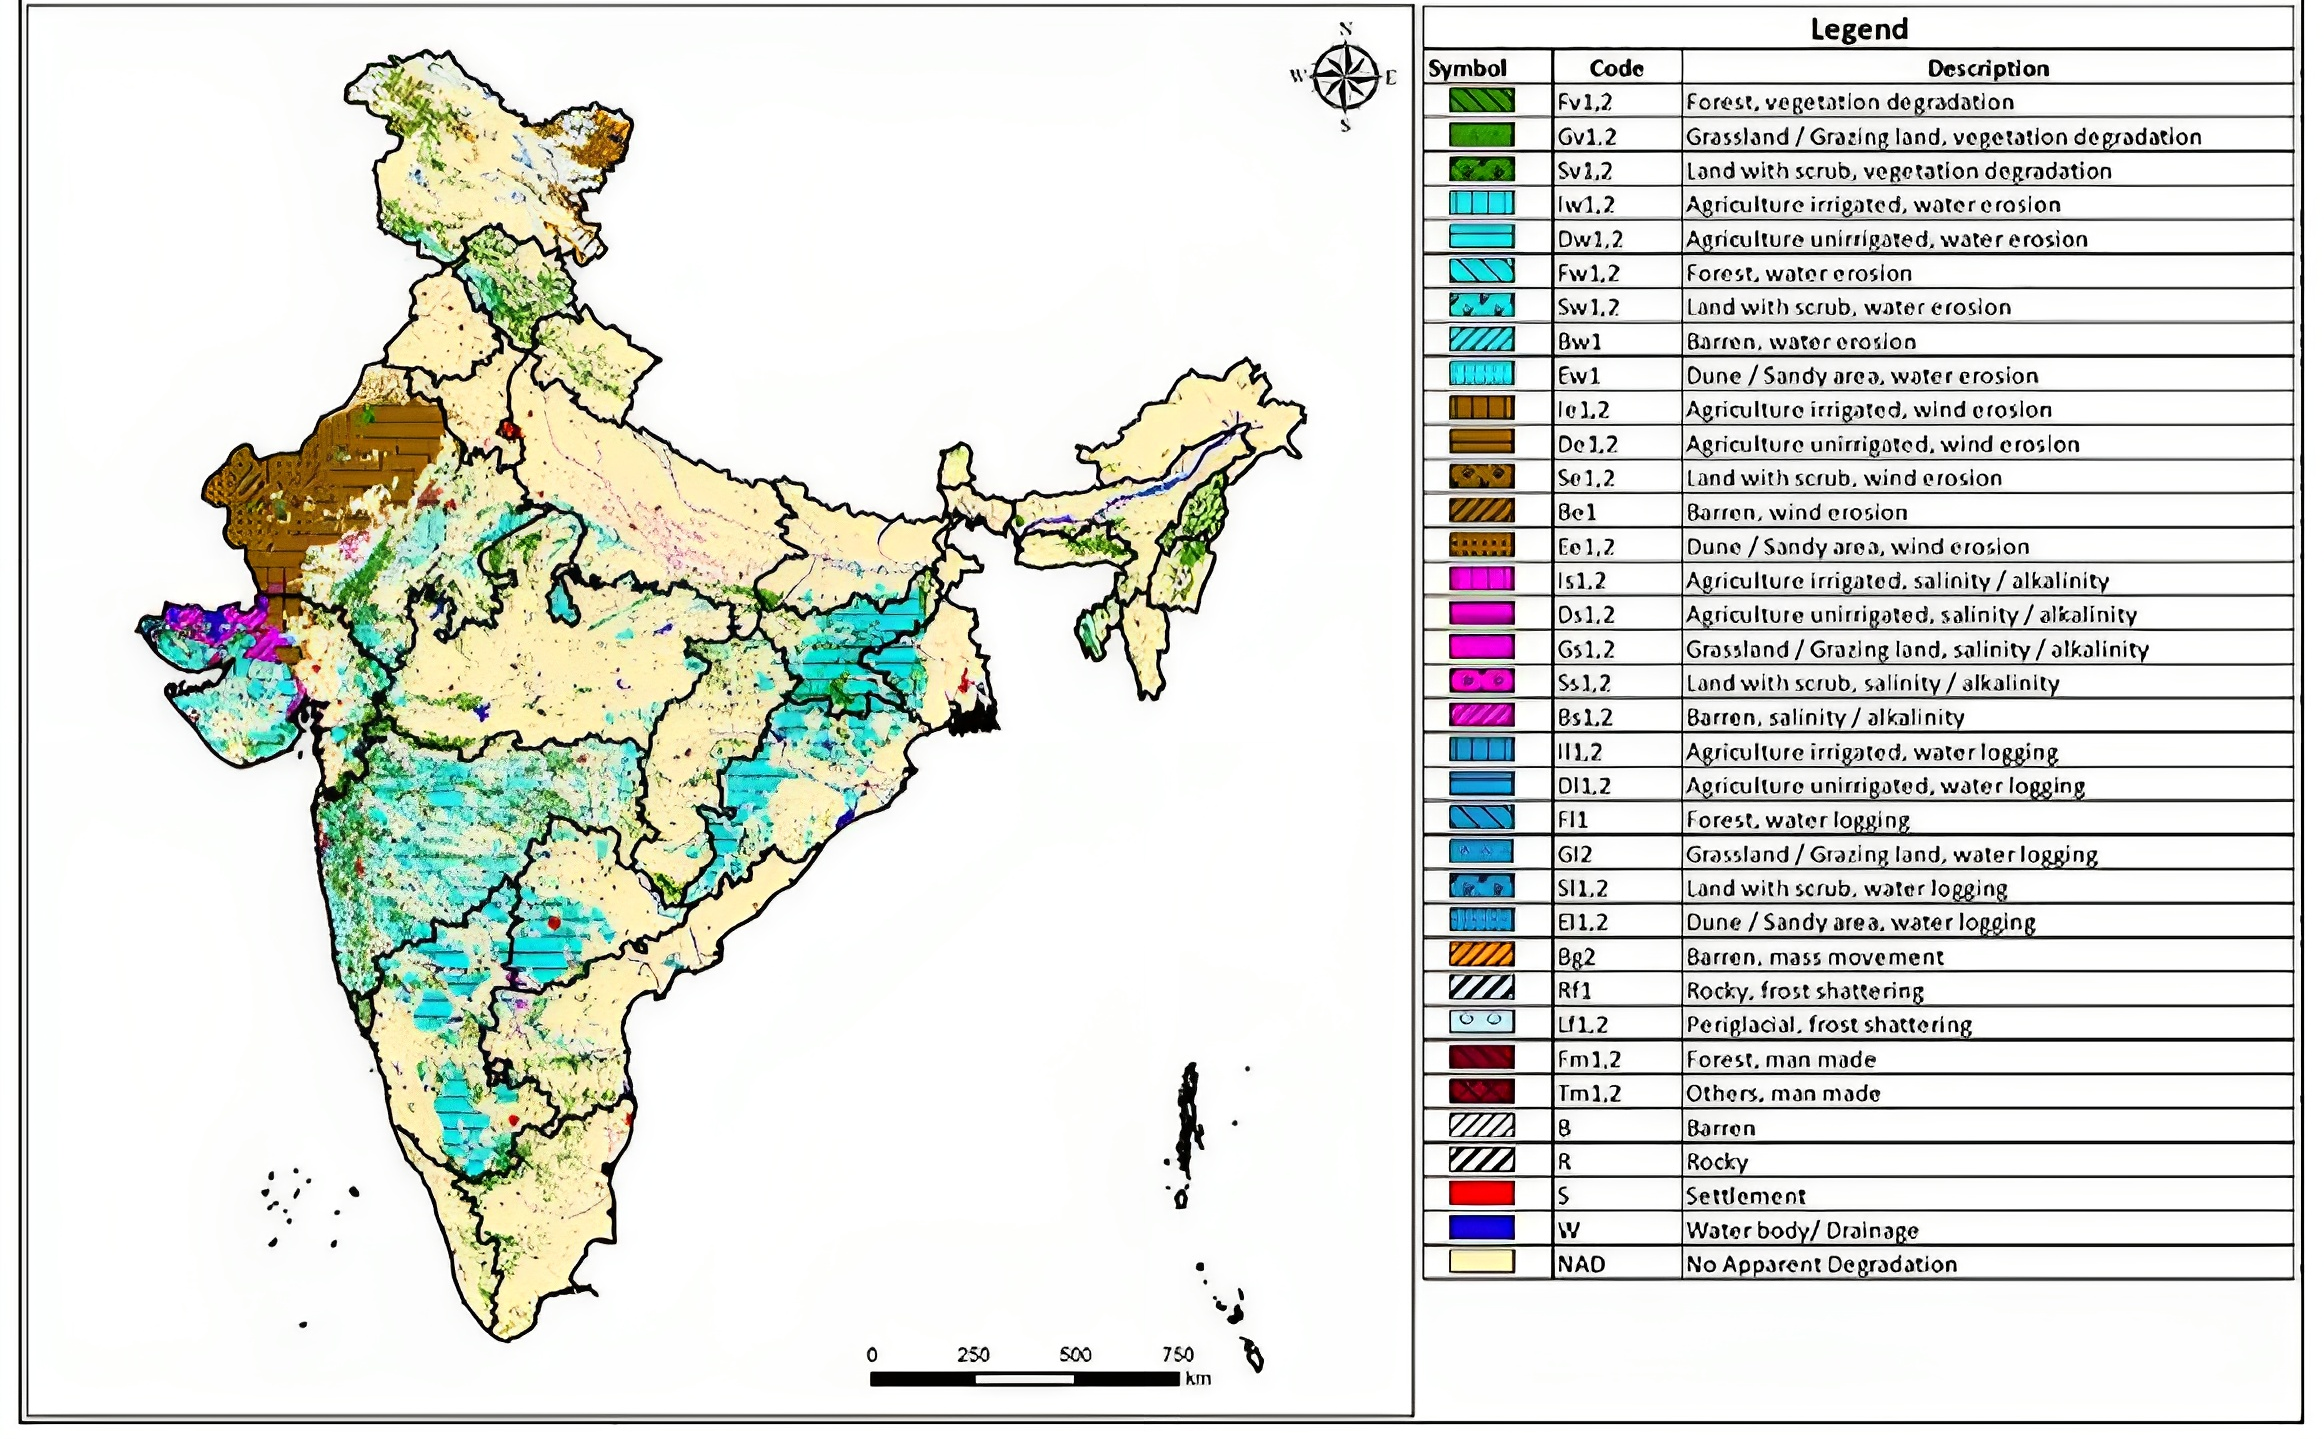 N
W E
S
0 250 500 750
km
Legend
Symbol Code Description
Fv1,2 Forest, vegetation degradation
Gv1,2 Grassland / Grazing land, vegetation degradation
Sv1,2 Land with scrub, vegetation degradation
Iw1,2 Agriculture irrigated, water erosion
Dw1,2 Agriculture unirrigated, water erosion
Fw1,2 Forest, water erosion
Sw1,2 Land with scrub, water erosion
Bw1 Barren, water erosion
Ew1 Dune / Sandy area, water erosion
Ie1,2 Agriculture irrigated, wind erosion
De1,2 Agriculture unirrigated, wind erosion
Se1,2 Land with scrub, wind erosion
Be1 Barren, wind erosion
Ee1,2 Dune / Sandy area, wind erosion
Is1,2 Agriculture irrigated, salinity / alkalinity
Ds1,2 Agriculture unirrigated, salinity / alkalinity
Gs1,2 Grassland / Grazing land, salinity / alkalinity
Ss1,2 Land with scrub, salinity / alkalinity
Bs1,2 Barren, salinity / alkalinity
Il1,2 Agriculture irrigated, water logging
Dl1,2 Agriculture unirrigated, water logging
Fl1 Forest, water logging
Gl2 Grassland / Grazing land, water logging
Sl1,2 Land with scrub, water logging
El1,2 Dune / Sandy area, water logging
Bg2 Barren, mass movement
Rf1 Rocky, frost shattering
Lf1,2 Periglacial, frost shattering
Fm1,2 Forest, man made
Tm1,2 Others, man made
B Barren
R Rocky
S Settlement
W Water body/ Drainage
NAD No Apparent Degradation